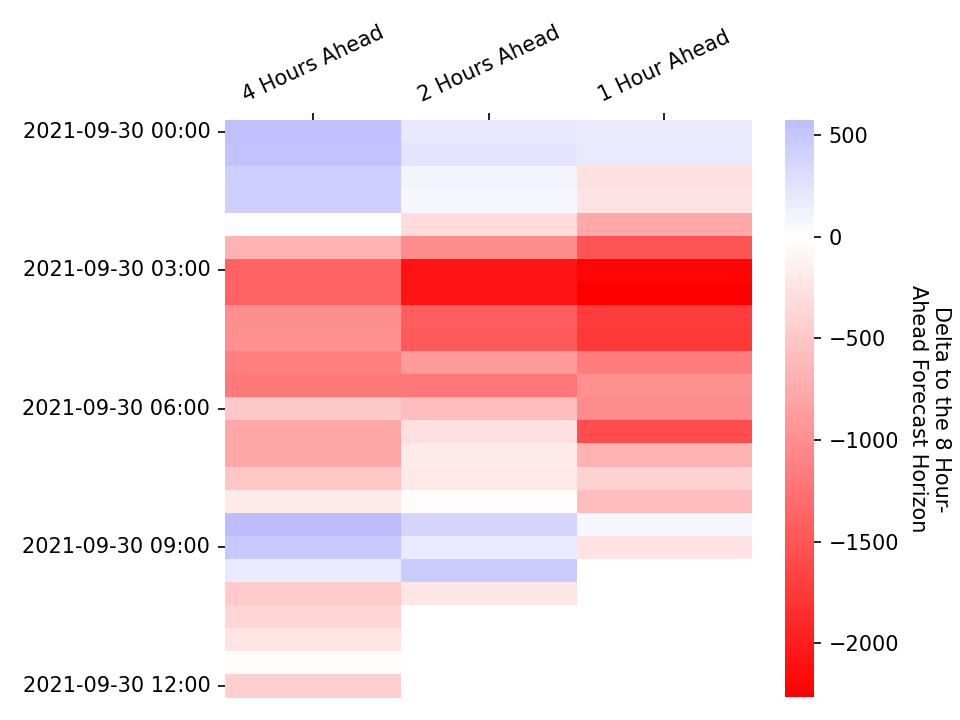 4 Hours Ahead
2 Hours Ahead
1 Hour Ahead
2021-09-30 00:00
2021-09-30 03:00
2021-09-30 06:00
2021-09-30 09:00
2021-09-30 12:00
500
0
−500
−1000
−1500
−2000
Delta to the 8 Hour-
Ahead Forecast Horizon